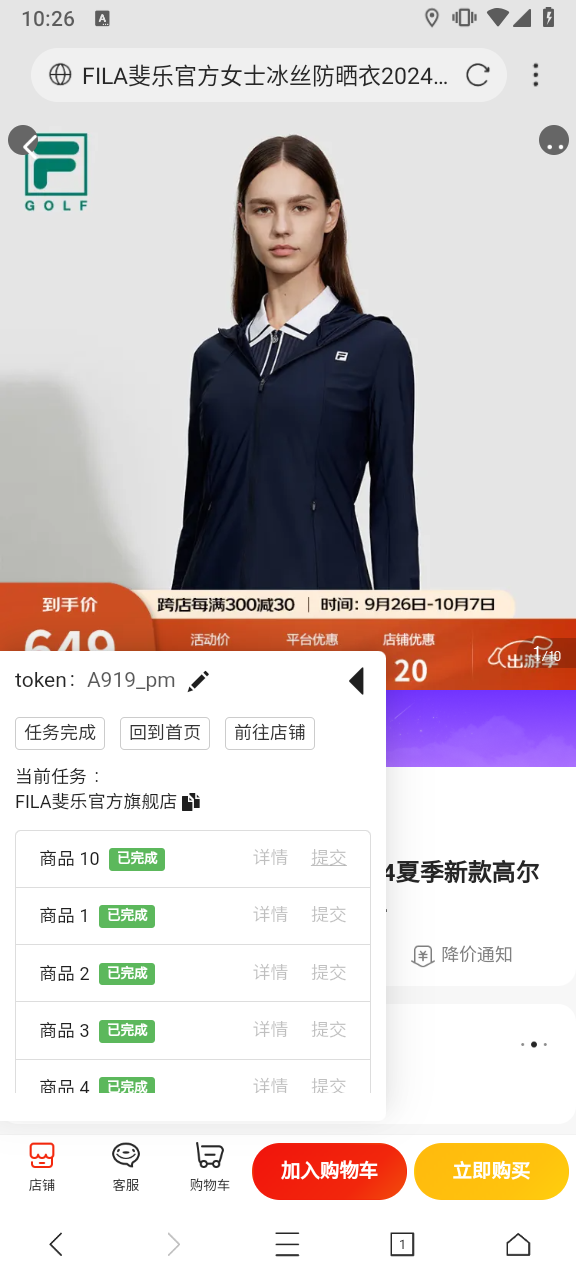 10:26
A
FILA斐乐官方女士冰丝防晒衣2024...
F
GOLF
到手价
跨店每满300减30 | 时间：9月26日-10月7日
649
活动价
平台优惠
店铺优惠
20
出游季
1/10
token： A919_pm
任务完成
回到首页
前往店铺
当前任务：
FILA斐乐官方旗舰店
商品 10 已完成 详情 提交
商品 1 已完成 详情 提交
商品 2 已完成 详情 提交
商品 3 已完成 详情 提交
商品 4 已完成 详情 提交
4夏季新款高尔
降价通知
店铺
客服
购物车
加入购物车
立即购买
1